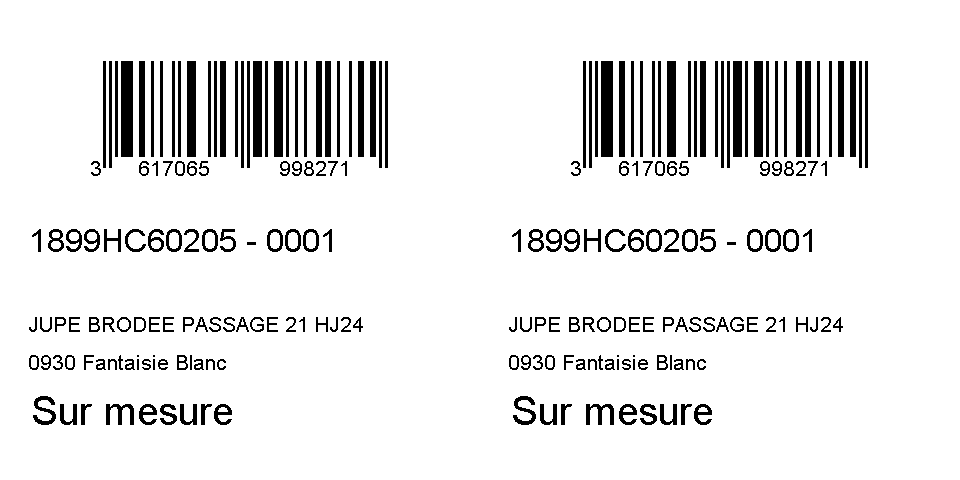 3 617065 998271
1899HC60205 - 0001
JUPE BRODEE PASSAGE 21 HJ24
0930 Fantaisie Blanc
Sur mesure
3 617065 998271
1899HC60205 - 0001
JUPE BRODEE PASSAGE 21 HJ24
0930 Fantaisie Blanc
Sur mesure